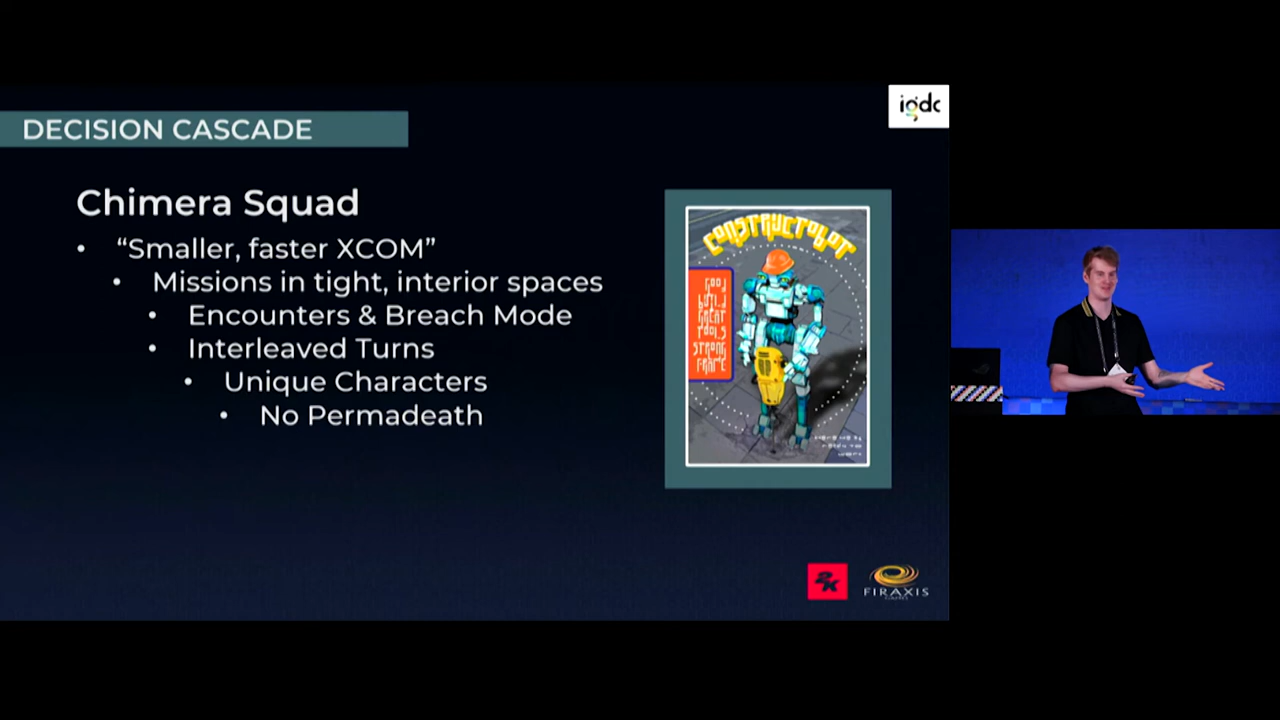 DECISION CASCADE
igdc
Chimera Squad
• “Smaller, faster XCOM”
• Missions in tight, interior spaces
• Encounters & Breach Mode
• Interleaved Turns
• Unique Characters
• No Permadeath
CONSTRUCTOBOT
2K
FIRAXIS